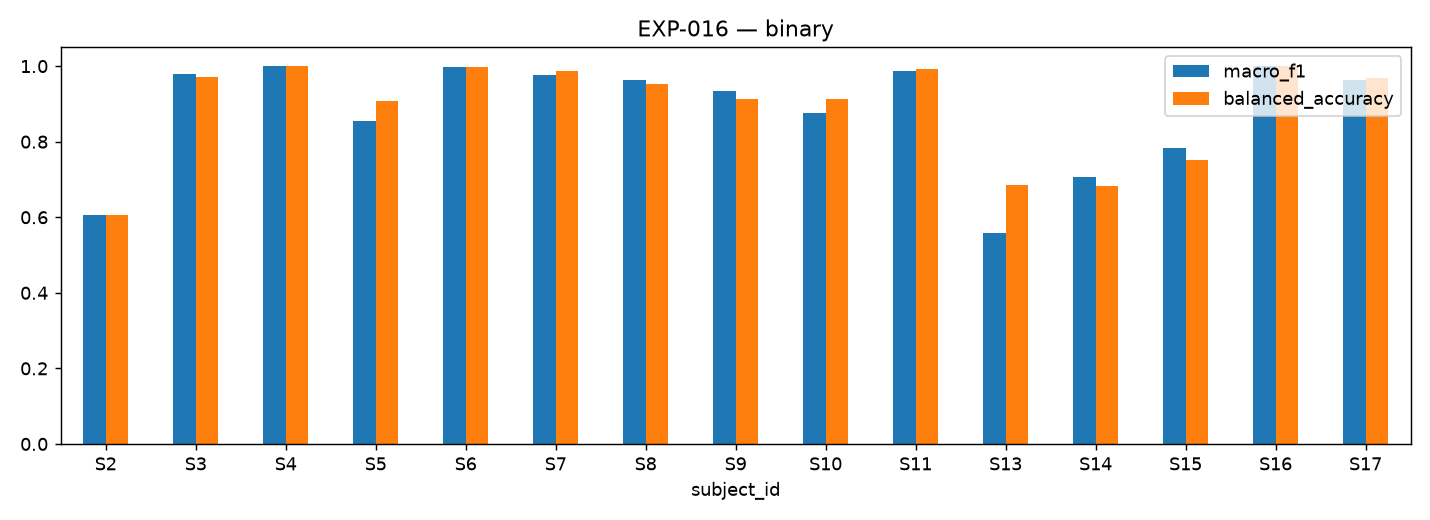 EXP-016 — binary
macro_f1
balanced_accuracy
1.0
0.8
0.6
0.4
0.2
0.0
S2 S3 S4 S5 S6 S7 S8 S9 S10 S11 S13 S14 S15 S16 S17
subject_id